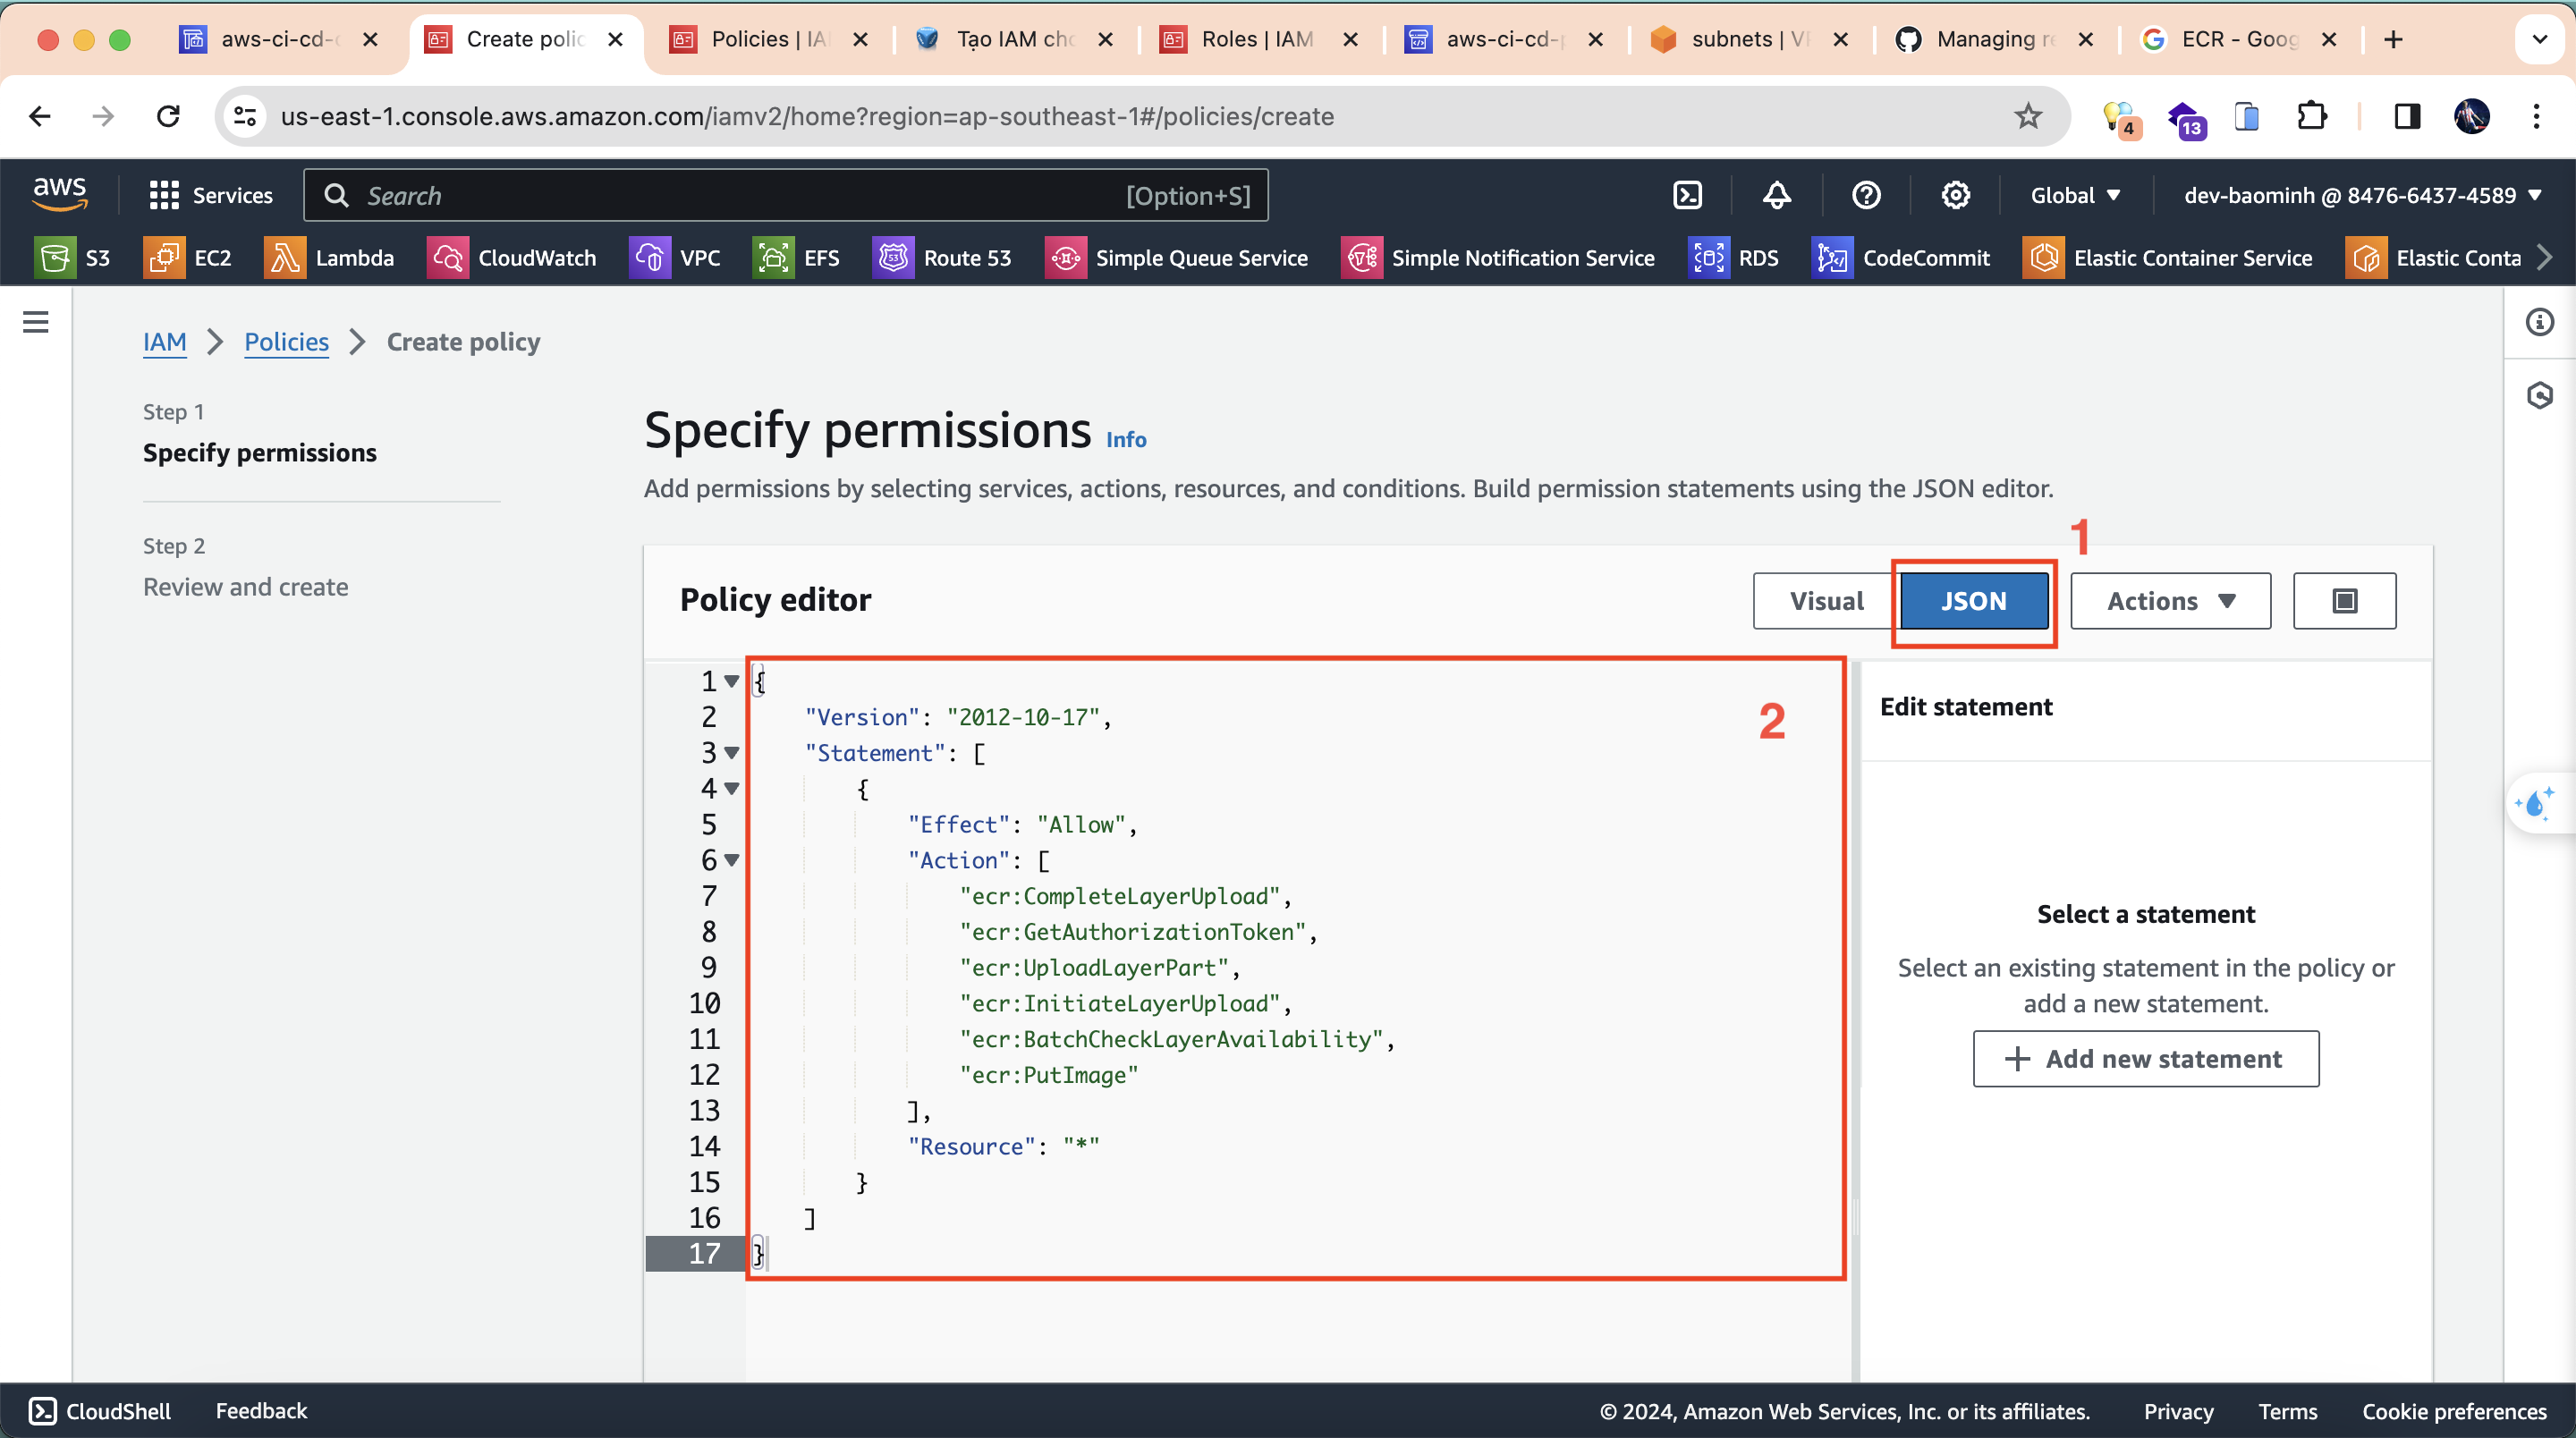 aws-ci-cd-
Create polic
Policies | IA
Tạo IAM cho
Roles | IAM
aws-ci-cd-p
subnets | VP
Managing re
ECR - Goog
us-east-1.console.aws.amazon.com/iamv2/home?region=ap-southeast-1#/policies/create
4
13
aws
Services
Search
[Option+S]
Global
dev-baominh @ 8476-6437-4589
S3
EC2
Lambda
CloudWatch
VPC
EFS
Route 53
Simple Queue Service
Simple Notification Service
RDS
CodeCommit
Elastic Container Service
Elastic Conta
IAM > Policies > Create policy
Step 1
Specify permissions
Step 2
Review and create
Specify permissions Info
Add permissions by selecting services, actions, resources, and conditions. Build permission statements using the JSON editor.
1
Policy editor
Visual
JSON
Actions
2
1 {
2 "Version": "2012-10-17",
3 "Statement": [
4 {
5 "Effect": "Allow",
6 "Action": [
7 "ecr:CompleteLayerUpload",
8 "ecr:GetAuthorizationToken",
9 "ecr:UploadLayerPart",
10 "ecr:InitiateLayerUpload",
11 "ecr:BatchCheckLayerAvailability",
12 "ecr:PutImage"
13 ],
14 "Resource": "*"
15 }
16 ]
17 }
Edit statement
Select a statement
Select an existing statement in the policy or
add a new statement.
+ Add new statement
CloudShell
Feedback
© 2024, Amazon Web Services, Inc. or its affiliates.
Privacy
Terms
Cookie preferences